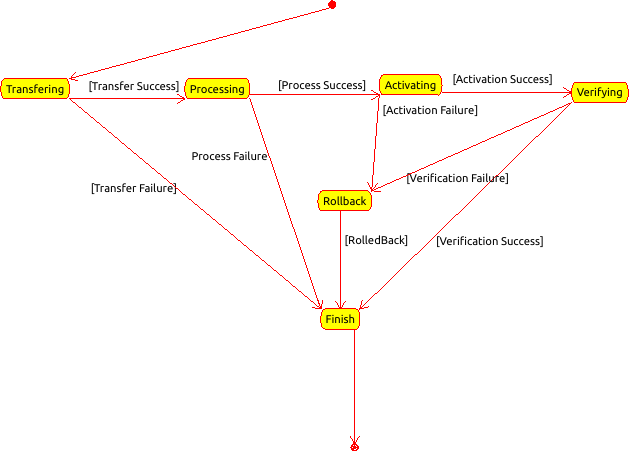 [Activation Success]
[Transfer Success]
[Process Success]
Activating
Transfering
Processing
Verifying
[Activation Failure]
Process Failure
[Verification Failure]
[Transfer Failure]
Rollback
[RolledBack]
[Verification Success]
Finish